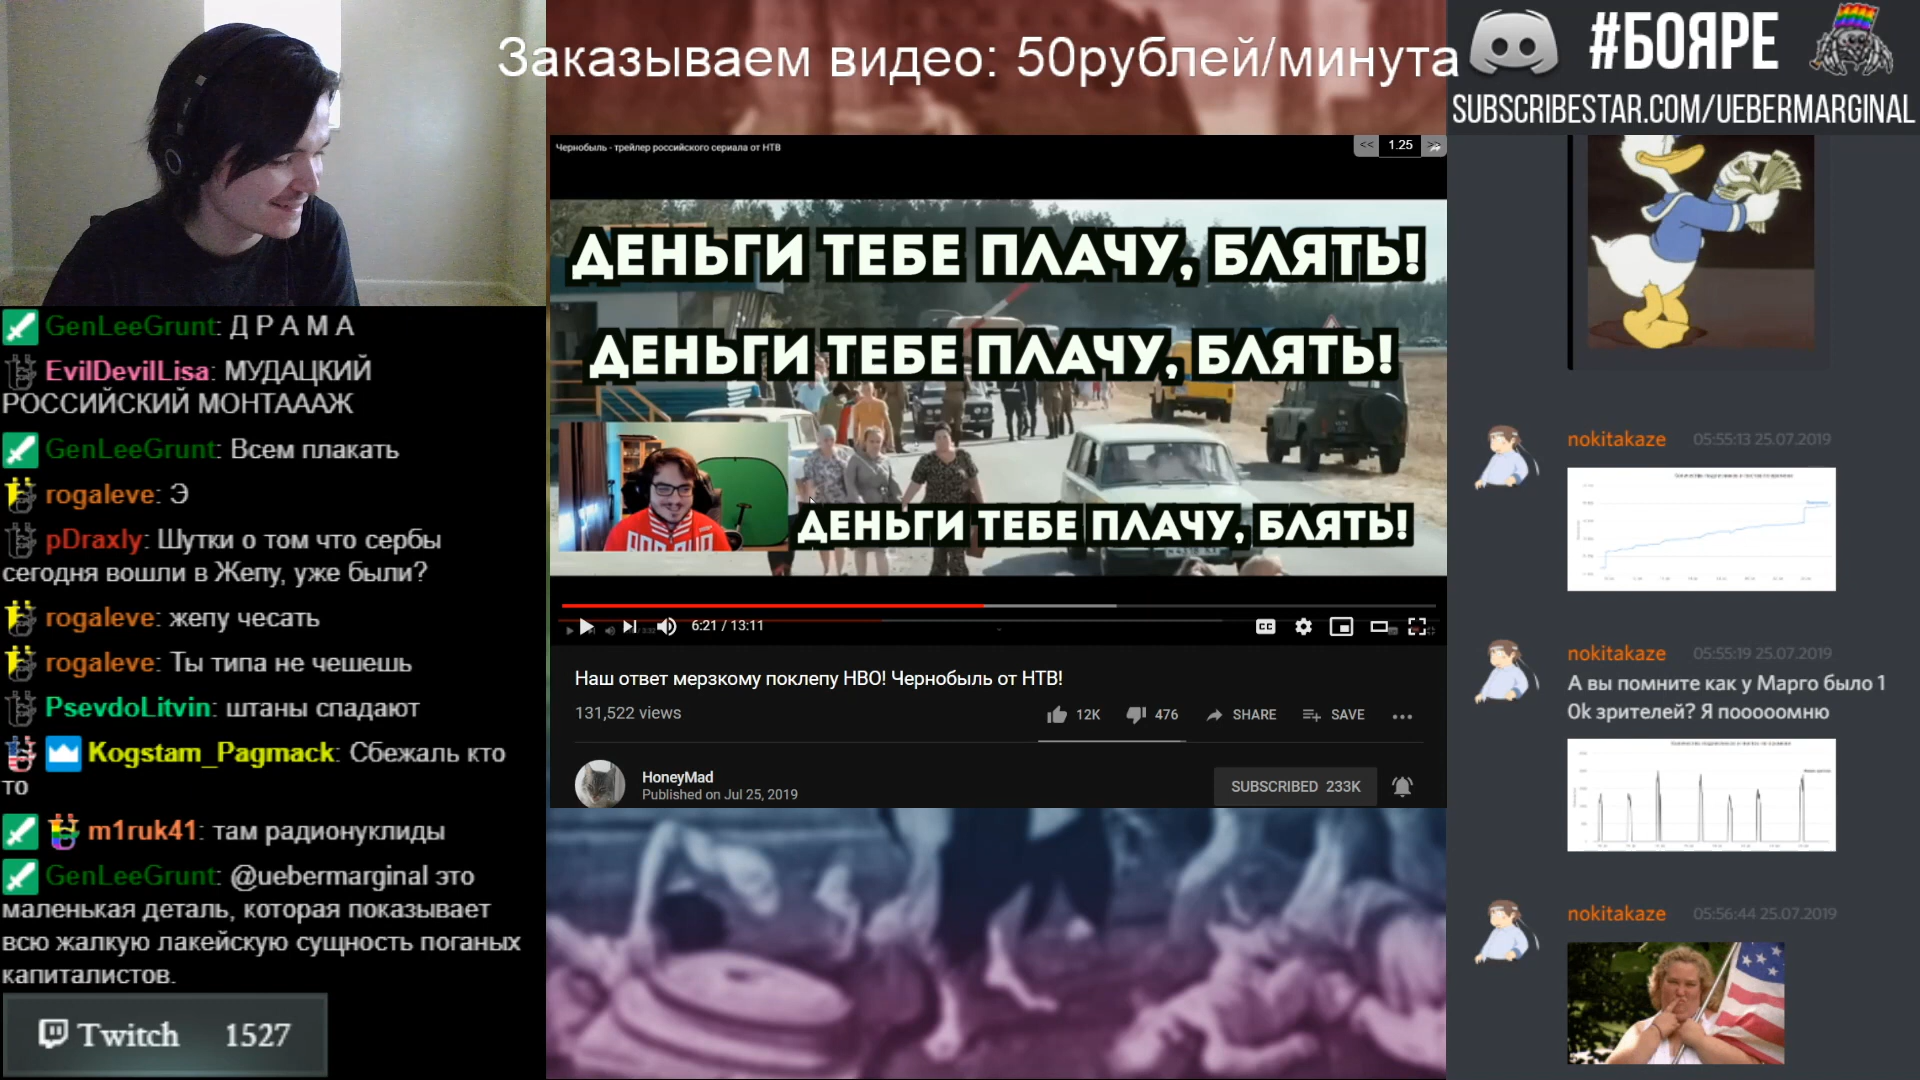 Заказываем видео: 50рублей/минута
#БОЯРЕ
SUBSCRIBESTAR.COM/UEBERMARGINAL
GenLeeGrunt: Д Р А М А
EvilDevilLisa: МУДАЦКИЙ
РОССИЙСКИЙ МОНТАААЖ
GenLeeGrunt: Всем плакать
rogaleve: Э
pDraxly: Шутки о том что сербы
сегодня вошли в Жепу, уже были?
rogaleve: жепу чесать
rogaleve: Ты типа не чешешь
PsevdoLitvin: штаны спадают
Kogstam_Pagmack: Сбежаль кто
то
m1ruk41: там радионуклиды
GenLeeGrunt: @uebermarginal это
маленькая деталь, которая показывает
всю жалкую лакейскую сущность поганых
капиталистов.
Twitch 1527
Чернобыль - трейлер российского сериала от НТВ
<< 1.25 >>
ДЕНЬГИ ТЕБЕ ПЛАЧУ, БЛЯТЬ!
ДЕНЬГИ ТЕБЕ ПЛАЧУ, БЛЯТЬ!
ДЕНЬГИ ТЕБЕ ПЛАЧУ, БЛЯТЬ!
6:21 / 13:11
CC
Наш ответ мерзкому поклепу HBO! Чернобыль от НТВ!
131,522 views
12K 476 SHARE SAVE
HoneyMad
Published on Jul 25, 2019
SUBSCRIBED 233K
nokitakaze 05:55:13 25.07.2019
nokitakaze 05:55:19 25.07.2019
А вы помните как у Марго было 1
0k зрителей? Я пооооомню
nokitakaze 05:56:44 25.07.2019